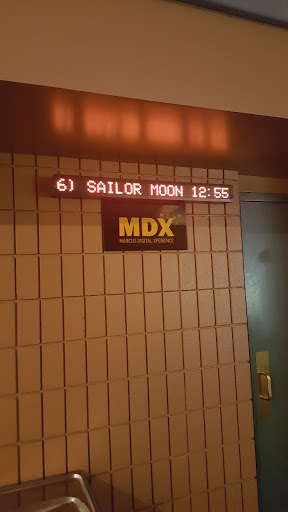 6) SAILOR MOON 12:55
MDX
MARCUS DIGITAL XPERIENCE